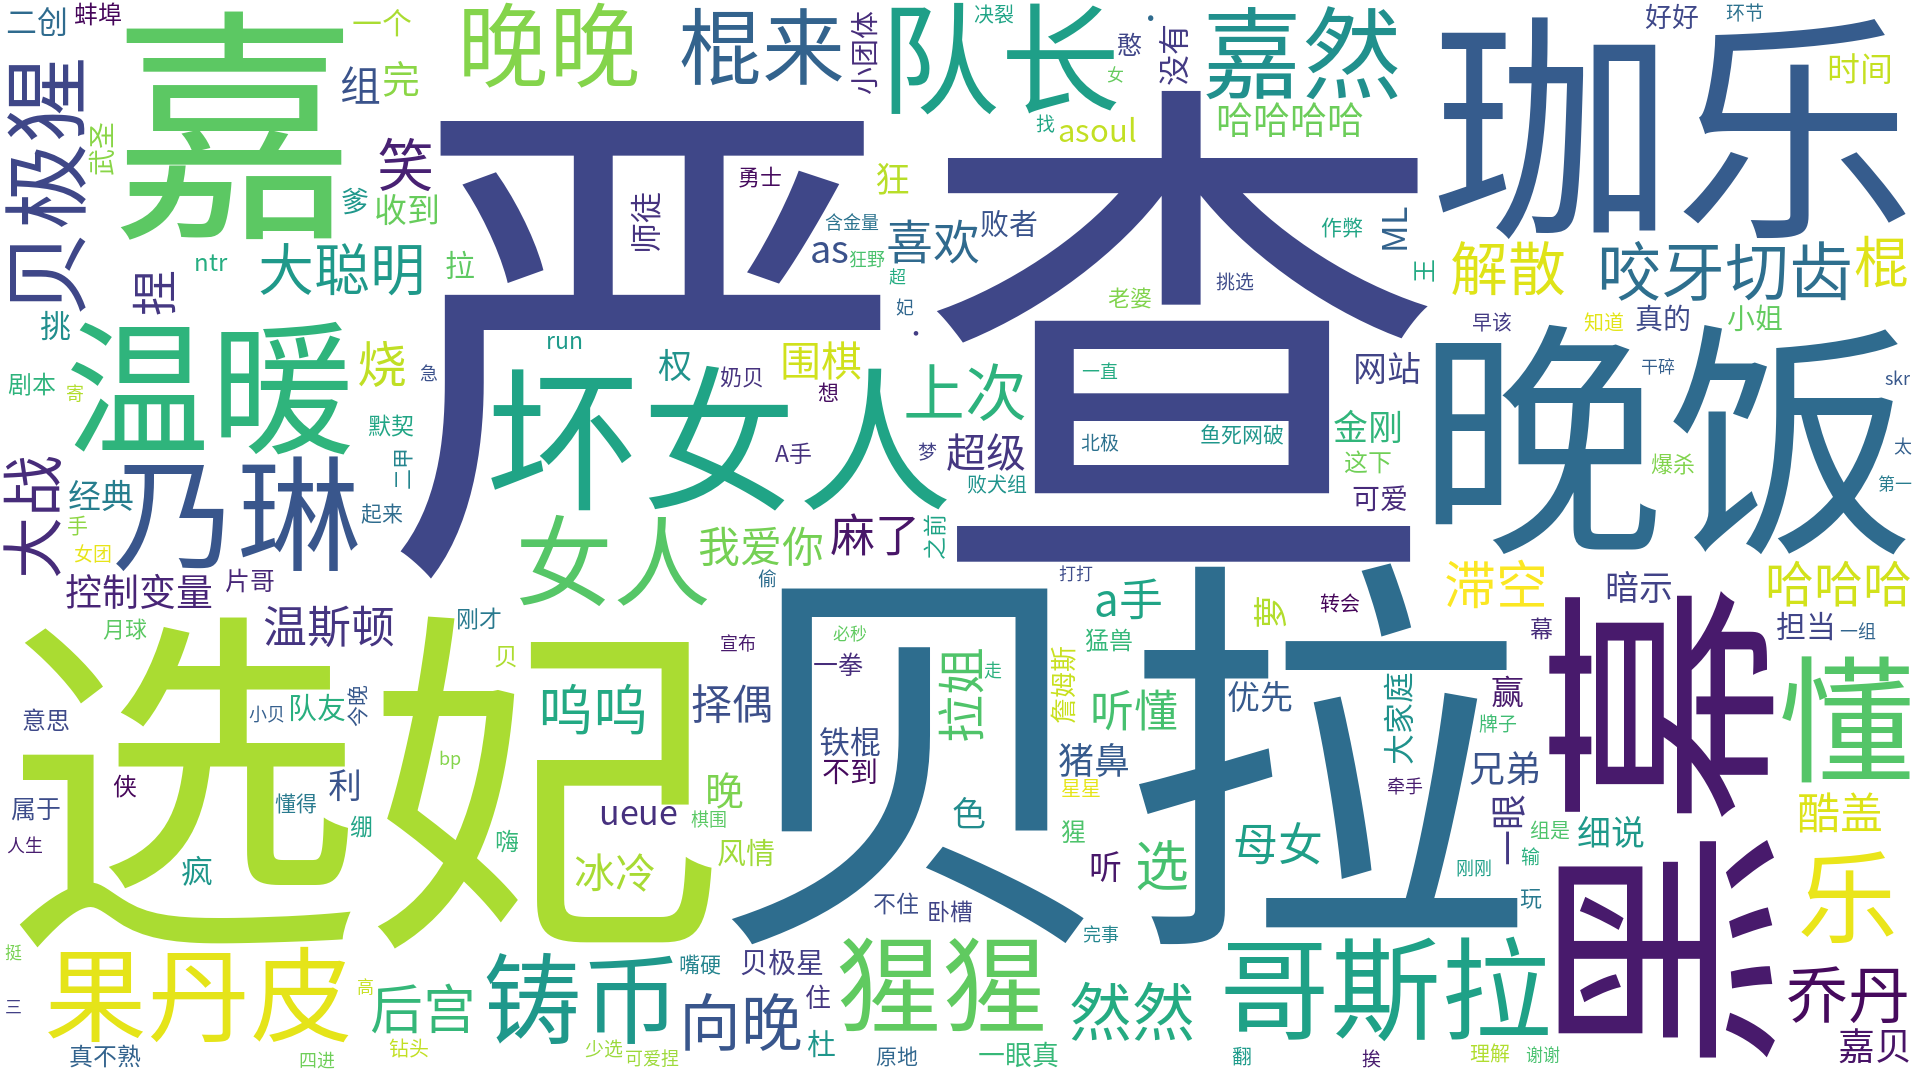 二创
蚌埠
一个
晚晚
棍来
小团体
队长
决裂
憨
女
没有
嘉然
珈乐
好好
环节
时间
贝极猩
武圣
嘉
组
完
笑
爹
收到
严查
师徒
勇士
狂
找
asoul
哈哈哈哈
含金量
as
狂野
喜欢
败者
超
妃
作弊
ML
王
解散
咬牙切齿
棍
捏
ntr
大聪明
拉
挑
温暖
烧
急
剧本
寄
默契
二甲
run
坏女人
权
奶贝
围棋
想
A手
上次
梦
超级
败犬组
老婆
挑选
一直
北极
鱼死网破
网站
金刚
这下
可爱
早该
知道
真的
小姐
晚饭
干碎
skr
爆杀
太
第一
大战
经典
手
女团
乃琳
起来
女人
我爱你
麻了
之前
控制变量
片哥
偷
打打
a手
萝
转会
滞空
暗示
哈哈哈
担当
一组
幕
黑幕
懂
月球
温斯顿
刚才
贝
宣布
必秒
一拳
拉姐
走
詹姆斯
猛兽
听懂
优先
大家庭
赢
牌子
选妃
贝拉
意思
小贝
队友
今晚
呜呜
择偶
铁棍
不到
猪鼻
星星
牵手
兄弟
一眼
组是
细说
酷盖
侠
属于
人生
懂得
利
绷
bp
嗨
ueue
晚
棋围
风情
冰冷
色
猩
听
选
母女
刚刚
输
玩
乐
疯
不住
卧槽
完事
挺
三
果丹皮
高
后宫
铸币
嘴硬
贝极星
向晚
住
杜
猩猩
然然
哥斯拉
乔丹
嘉贝
真不熟
四进
钻头
少选
可爱捏
原地
一眼真
翻
挨
理解
谢谢